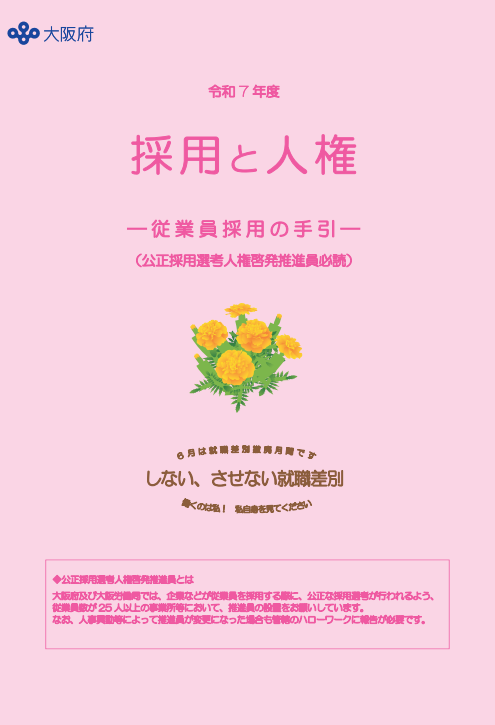 大阪府
令和７年度
採用と人権
―従業員採用の手引―
（公正採用選考人権啓発推進員必読）
６月は就職差別撤廃月間です
しない、させない就職差別
働くのは私！ 私自身を見てください
◆公正採用選考人権啓発推進員とは
大阪府及び大阪労働局では、企業などが従業員を採用する際に、公正な採用選考が行われるよう、
従業員数が 25 人以上の事業所等において、推進員の設置をお願いしています。
なお、人事異動等によって推進員が変更になった場合も管轄のハローワークに報告が必要です。